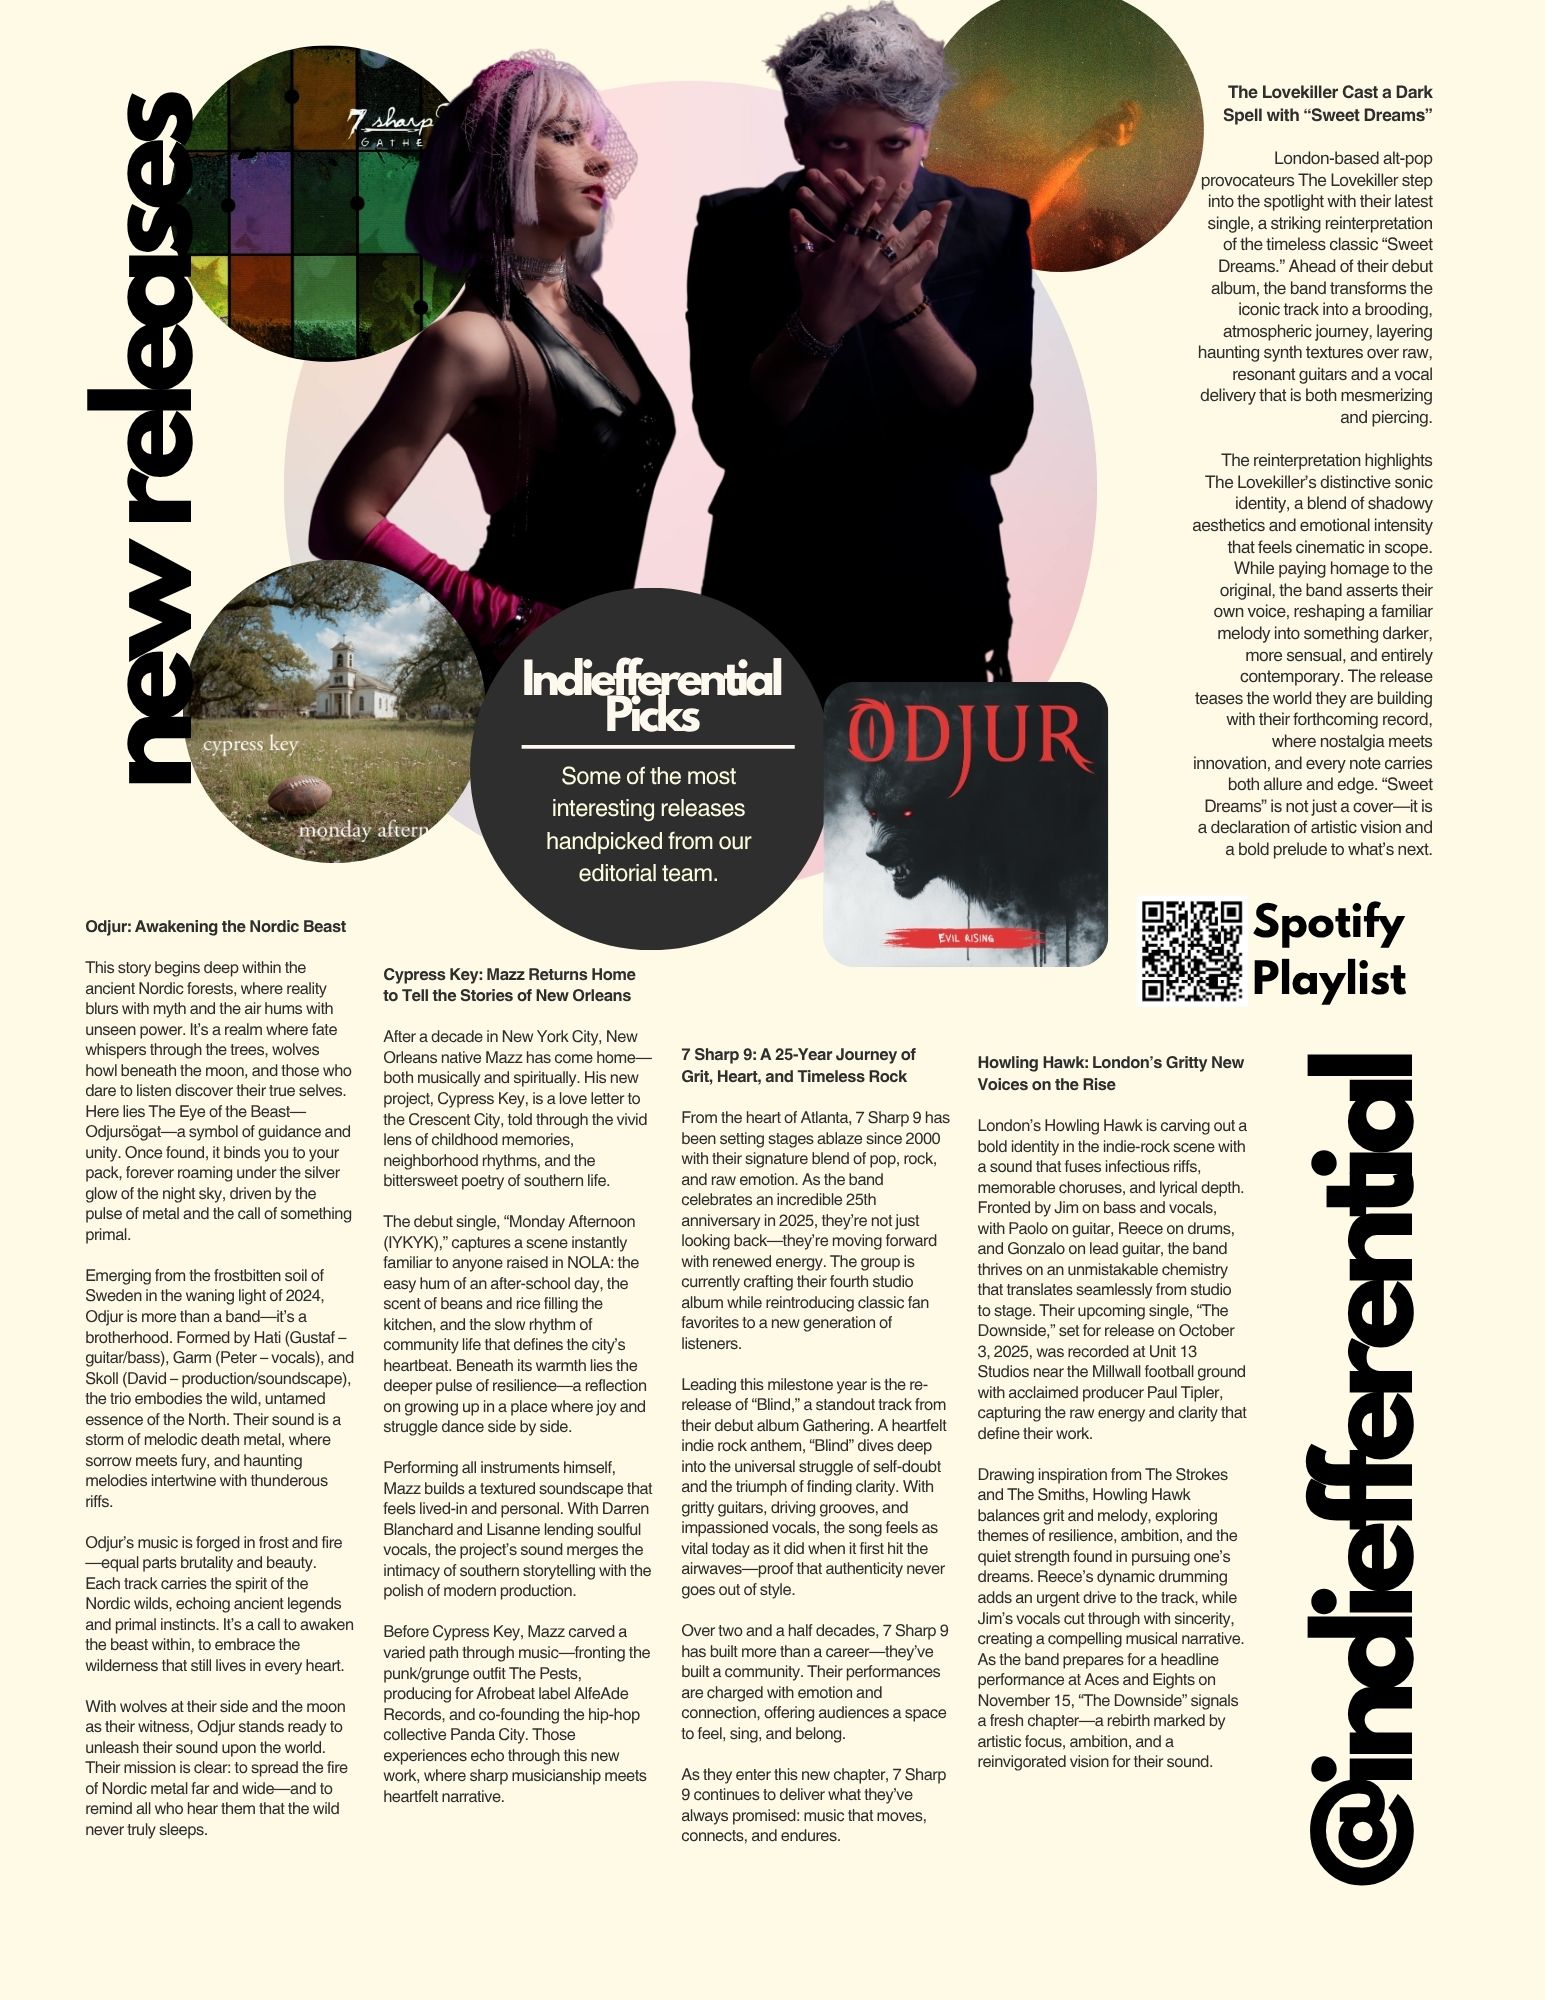 new releases
7 sharp
GATHE
The Lovekiller Cast a Dark
Spell with “Sweet Dreams”
London-based alt-pop
provocateurs The Lovekiller step
into the spotlight with their latest
single, a striking reinterpretation
of the timeless classic “Sweet
Dreams.” Ahead of their debut
album, the band transforms the
iconic track into a brooding,
atmospheric journey, layering
haunting synth textures over raw,
resonant guitars and a vocal
delivery that is both mesmerizing
and piercing.
The reinterpretation highlights
The Lovekiller’s distinctive sonic
identity, a blend of shadowy
aesthetics and emotional intensity
that feels cinematic in scope.
While paying homage to the
original, the band asserts their
own voice, reshaping a familiar
melody into something darker,
more sensual, and entirely
contemporary. The release
teases the world they are building
with their forthcoming record,
where nostalgia meets
innovation, and every note carries
both allure and edge. “Sweet
Dreams” is not just a cover—it is
a declaration of artistic vision and
a bold prelude to what’s next.
cypress key
monday aftern
Indiefferential
Picks
Some of the most
interesting releases
handpicked from our
editorial team.
ODJUR
EVIL RISING
Spotify
Playlist
Odjur: Awakening the Nordic Beast
This story begins deep within the
ancient Nordic forests, where reality
blurs with myth and the air hums with
unseen power. It’s a realm where fate
whispers through the trees, wolves
howl beneath the moon, and those who
dare to listen discover their true selves.
Here lies The Eye of the Beast—
Odjursögat—a symbol of guidance and
unity. Once found, it binds you to your
pack, forever roaming under the silver
glow of the night sky, driven by the
pulse of metal and the call of something
primal.
Emerging from the frostbitten soil of
Sweden in the waning light of 2024,
Odjur is more than a band—it’s a
brotherhood. Formed by Hati (Gustaf –
guitar/bass), Garm (Peter – vocals), and
Skoll (David – production/soundscape),
the trio embodies the wild, untamed
essence of the North. Their sound is a
storm of melodic death metal, where
sorrow meets fury, and haunting
melodies intertwine with thunderous
riffs.
Odjur’s music is forged in frost and fire
—equal parts brutality and beauty.
Each track carries the spirit of the
Nordic wilds, echoing ancient legends
and primal instincts. It’s a call to awaken
the beast within, to embrace the
wilderness that still lives in every heart.
With wolves at their side and the moon
as their witness, Odjur stands ready to
unleash their sound upon the world.
Their mission is clear: to spread the fire
of Nordic metal far and wide—and to
remind all who hear them that the wild
never truly sleeps.
Cypress Key: Mazz Returns Home
to Tell the Stories of New Orleans
After a decade in New York City, New
Orleans native Mazz has come home—
both musically and spiritually. His new
project, Cypress Key, is a love letter to
the Crescent City, told through the vivid
lens of childhood memories,
neighborhood rhythms, and the
bittersweet poetry of southern life.
The debut single, “Monday Afternoon
(IYKYK),” captures a scene instantly
familiar to anyone raised in NOLA: the
easy hum of an after-school day, the
scent of beans and rice filling the
kitchen, and the slow rhythm of
community life that defines the city’s
heartbeat. Beneath its warmth lies the
deeper pulse of resilience—a reflection
on growing up in a place where joy and
struggle dance side by side.
Performing all instruments himself,
Mazz builds a textured soundscape that
feels lived-in and personal. With Darren
Blanchard and Lisanne lending soulful
vocals, the project’s sound merges the
intimacy of southern storytelling with the
polish of modern production.
Before Cypress Key, Mazz carved a
varied path through music—fronting the
punk/grunge outfit The Pests,
producing for Afrobeat label AlfeAde
Records, and co-founding the hip-hop
collective Panda City. Those
experiences echo through this new
work, where sharp musicianship meets
heartfelt narrative.
7 Sharp 9: A 25-Year Journey of
Grit, Heart, and Timeless Rock
From the heart of Atlanta, 7 Sharp 9 has
been setting stages ablaze since 2000
with their signature blend of pop, rock,
and raw emotion. As the band
celebrates an incredible 25th
anniversary in 2025, they’re not just
looking back—they’re moving forward
with renewed energy. The group is
currently crafting their fourth studio
album while reintroducing classic fan
favorites to a new generation of
listeners.
Leading this milestone year is the re-
release of “Blind,” a standout track from
their debut album Gathering. A heartfelt
indie rock anthem, “Blind” dives deep
into the universal struggle of self-doubt
and the triumph of finding clarity. With
gritty guitars, driving grooves, and
impassioned vocals, the song feels as
vital today as it did when it first hit the
airwaves—proof that authenticity never
goes out of style.
Over two and a half decades, 7 Sharp 9
has built more than a career—they’ve
built a community. Their performances
are charged with emotion and
connection, offering audiences a space
to feel, sing, and belong.
As they enter this new chapter, 7 Sharp
9 continues to deliver what they’ve
always promised: music that moves,
connects, and endures.
Howling Hawk: London’s Gritty New
Voices on the Rise
London’s Howling Hawk is carving out a
bold identity in the indie-rock scene with
a sound that fuses infectious riffs,
memorable choruses, and lyrical depth.
Fronted by Jim on bass and vocals,
with Paolo on guitar, Reece on drums,
and Gonzalo on lead guitar, the band
thrives on an unmistakable chemistry
that translates seamlessly from studio
to stage. Their upcoming single, “The
Downside,” set for release on October
3, 2025, was recorded at Unit 13
Studios near the Millwall football ground
with acclaimed producer Paul Tipler,
capturing the raw energy and clarity that
define their work.
Drawing inspiration from The Strokes
and The Smiths, Howling Hawk
balances grit and melody, exploring
themes of resilience, ambition, and the
quiet strength found in pursuing one’s
dreams. Reece’s dynamic drumming
adds an urgent drive to the track, while
Jim’s vocals cut through with sincerity,
creating a compelling musical narrative.
As the band prepares for a headline
performance at Aces and Eights on
November 15, “The Downside” signals
a fresh chapter—a rebirth marked by
artistic focus, ambition, and a
reinvigorated vision for their sound.
@indiefferential